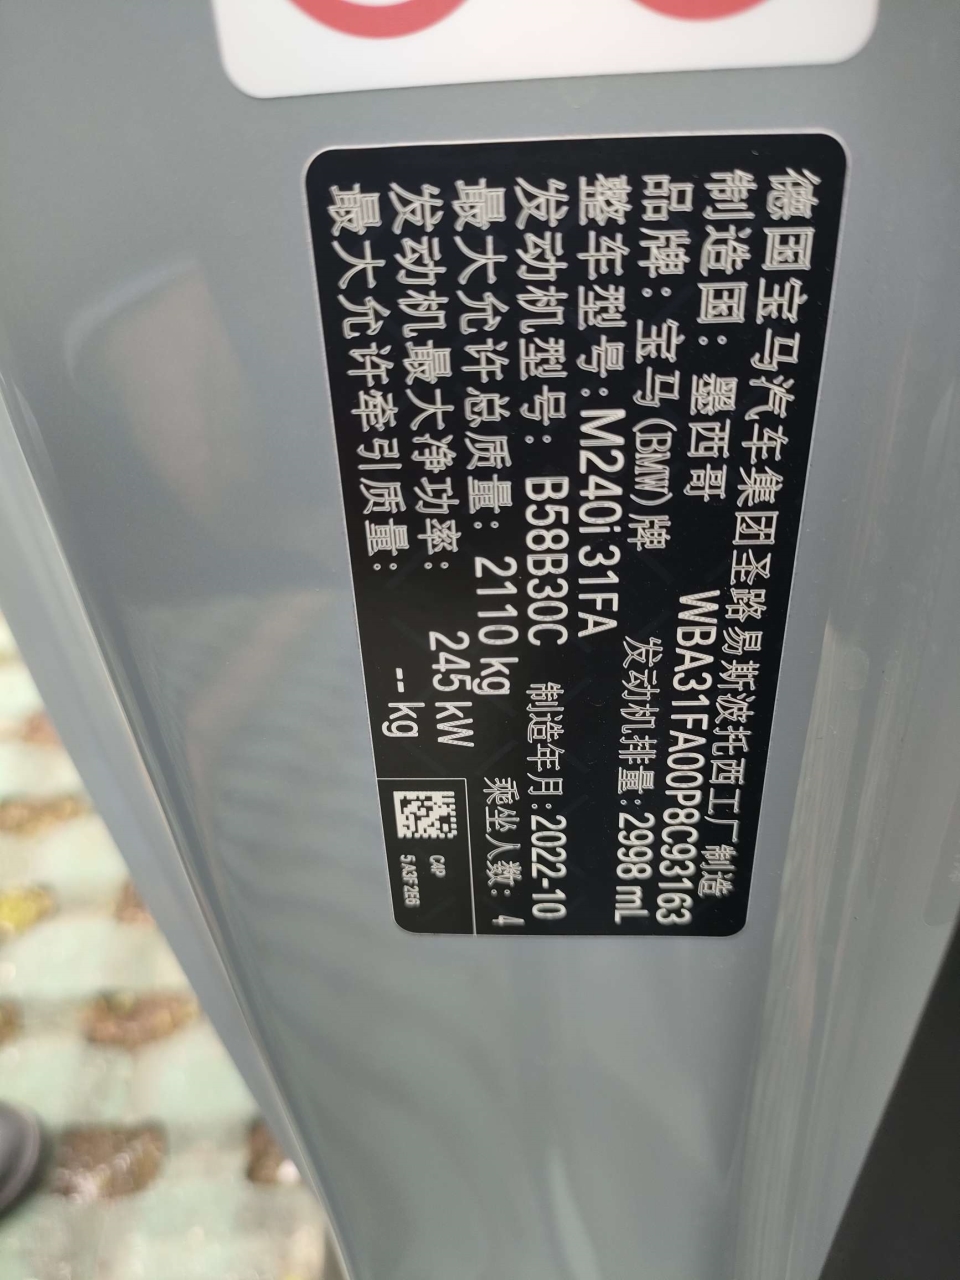 德国宝马汽车集团圣路易斯波托西工厂制造
制造国：墨西哥 WBA31FA00P8C93163
品牌：宝马(BMW)牌 发动机排量：2998 mL
整车型号：M240i 31FA
发动机型号：B58B30C 制造年月：2022-10
最大允许总质量：2110 kg 乘坐人数：4
发动机最大净功率：245 kW
最大允许牵引质量：-- kg
C4P
5A3F2E6